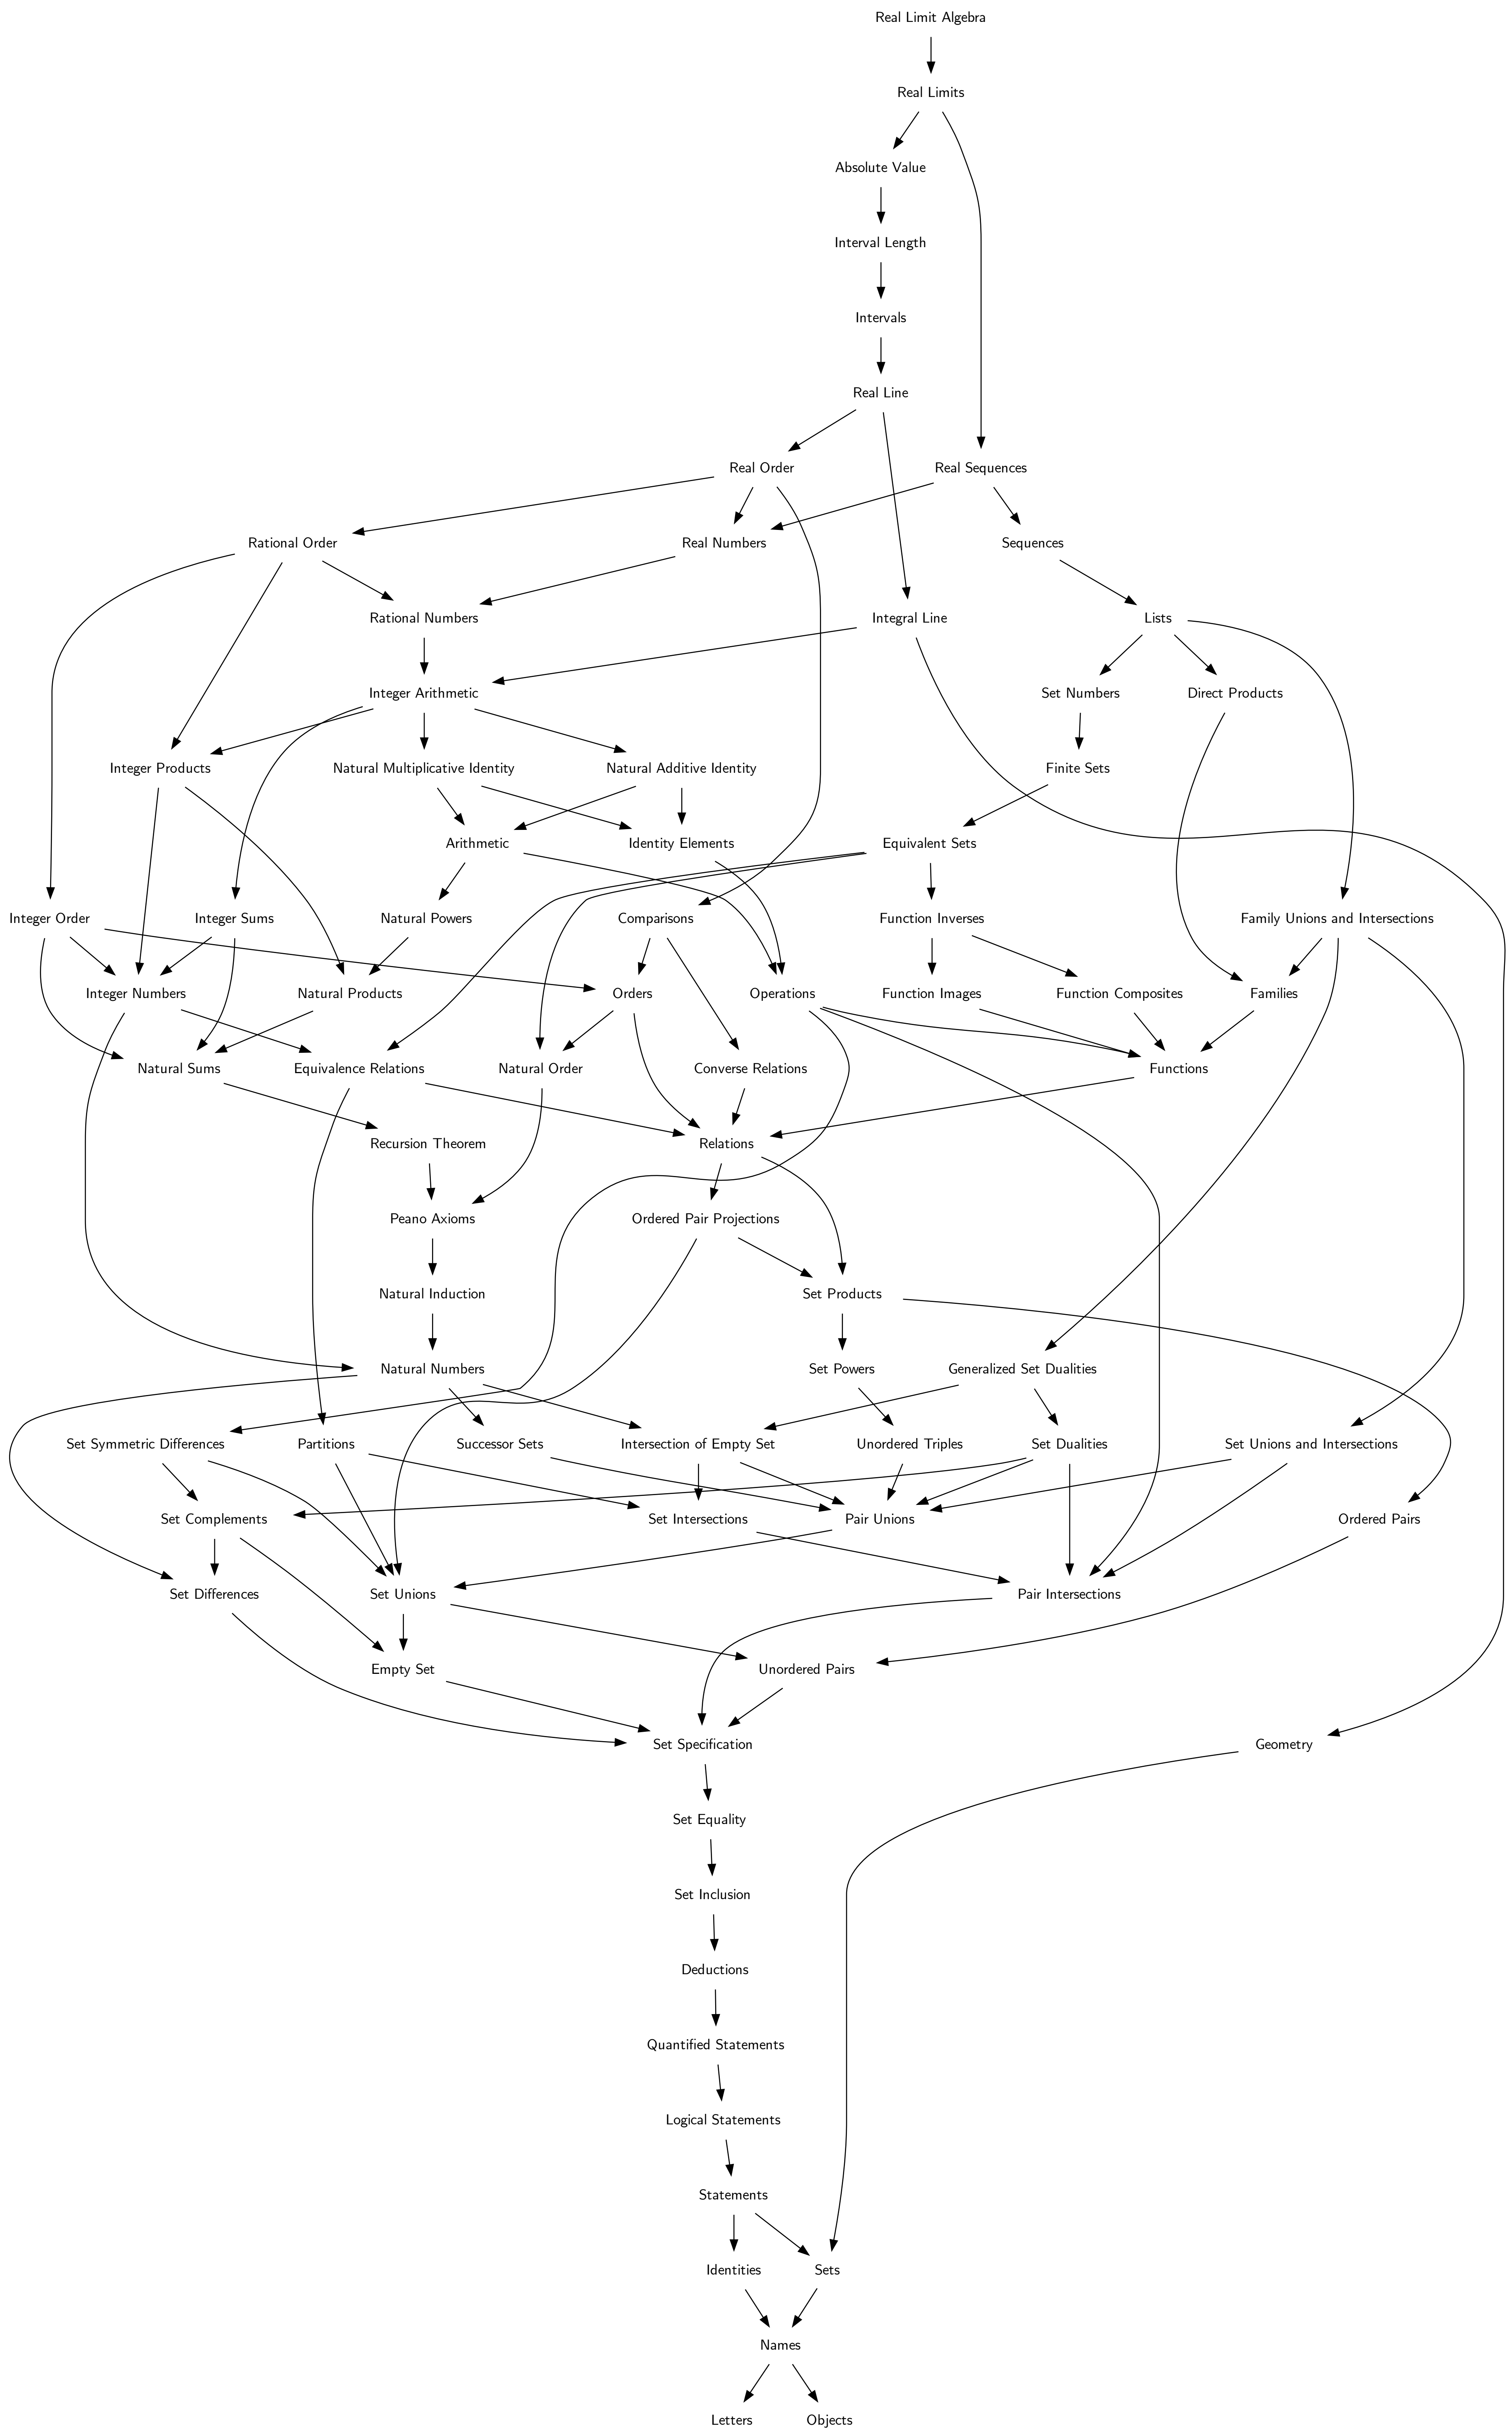 Real Limit Algebra
Real Limits
Absolute Value
Interval Length
Intervals
Real Line
Real Order
Real Sequences
Rational Order
Real Numbers
Sequences
Rational Numbers
Integral Line
Lists
Integer Arithmetic
Set Numbers
Direct Products
Integer Products
Natural Multiplicative Identity
Natural Additive Identity
Finite Sets
Arithmetic
Identity Elements
Equivalent Sets
Integer Order
Integer Sums
Natural Powers
Comparisons
Function Inverses
Family Unions and Intersections
Integer Numbers
Natural Products
Orders
Operations
Function Images
Function Composites
Families
Natural Sums
Equivalence Relations
Natural Order
Converse Relations
Functions
Recursion Theorem
Relations
Peano Axioms
Ordered Pair Projections
Natural Induction
Set Products
Natural Numbers
Set Powers
Generalized Set Dualities
Set Symmetric Differences
Partitions
Successor Sets
Intersection of Empty Set
Unordered Triples
Set Dualities
Set Unions and Intersections
Set Complements
Set Intersections
Pair Unions
Ordered Pairs
Set Differences
Set Unions
Pair Intersections
Empty Set
Unordered Pairs
Set Specification
Geometry
Set Equality
Set Inclusion
Deductions
Quantified Statements
Logical Statements
Statements
Identities
Sets
Names
Letters
Objects